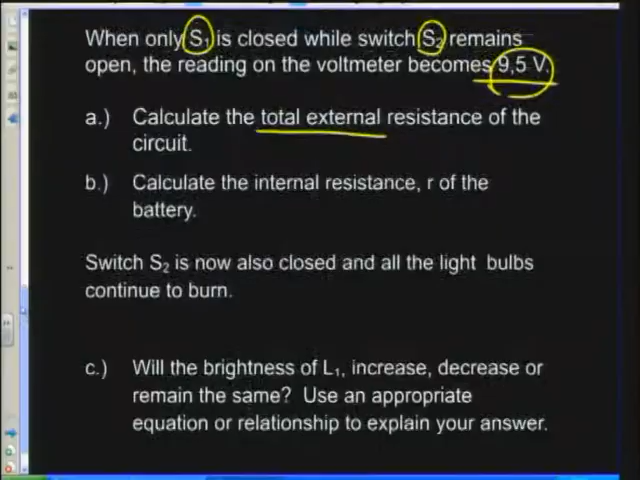 When only S₁ is closed while switch S₂ remains
open, the reading on the voltmeter becomes 9,5 V.
a.) Calculate the total external resistance of the
circuit.
b.) Calculate the internal resistance, r of the
battery.
Switch S₂ is now also closed and all the light bulbs
continue to burn.
c.) Will the brightness of L₁, increase, decrease or
remain the same? Use an appropriate
equation or relationship to explain your answer.